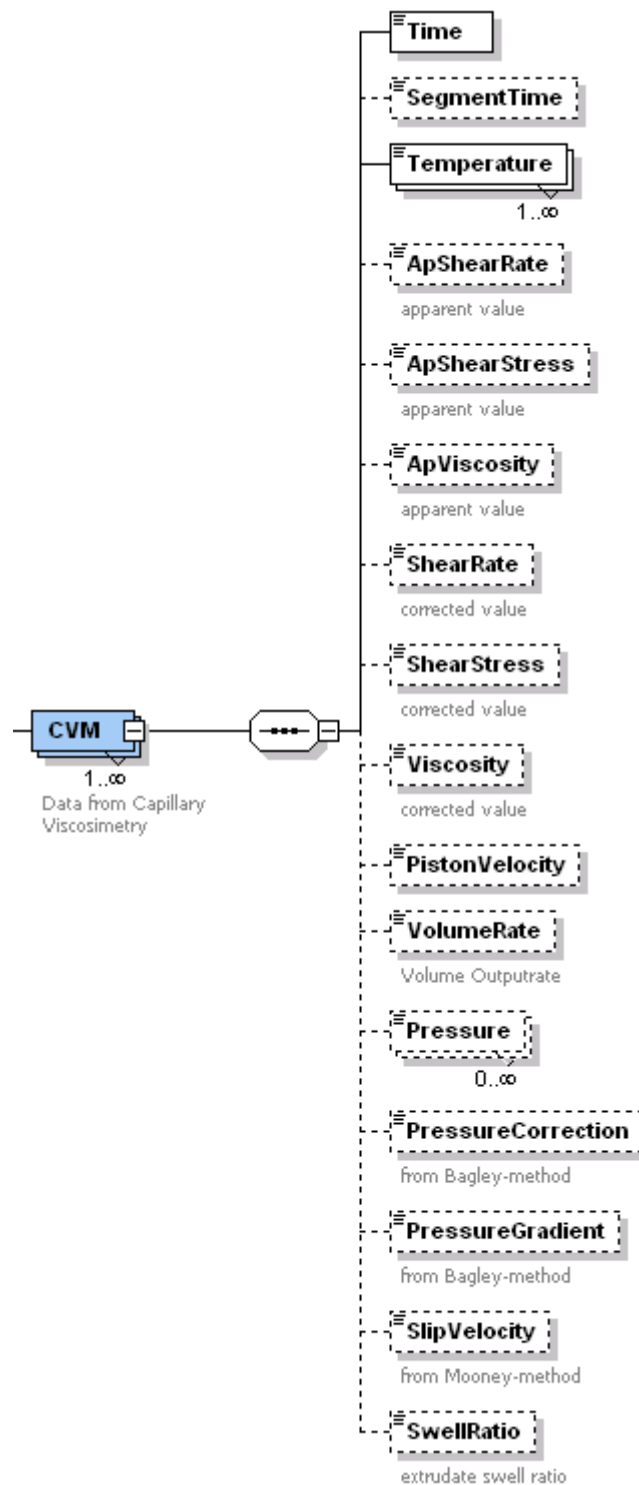 Time
SegmentTime
Temperature
1..∞
ApShearRate
apparent value
ApShearStress
apparent value
ApViscosity
apparent value
ShearRate
corrected value
ShearStress
corrected value
CVM
1..∞
Data from Capillary
Viscosimetry
Viscosity
corrected value
PistonVelocity
VolumeRate
Volume Outputrate
Pressure
0..∞
PressureCorrection
from Bagley-method
PressureGradient
from Bagley-method
SlipVelocity
from Mooney-method
SwellRatio
extrudate swell ratio